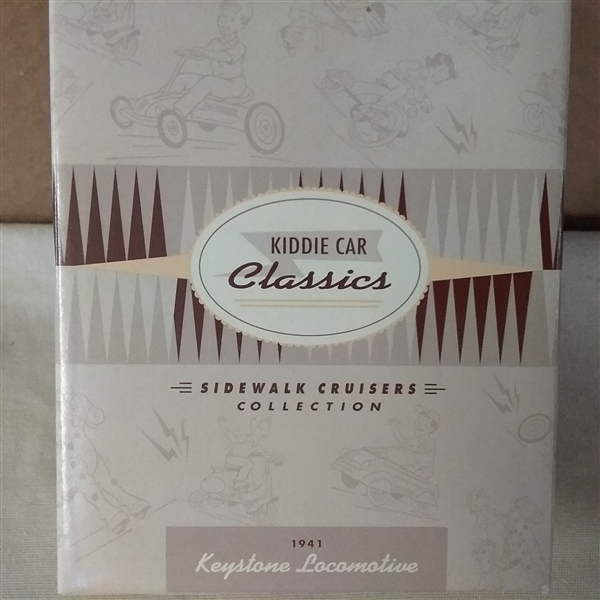 KIDDIE CAR
Classics
SIDEWALK CRUISERS
COLLECTION
1941
Keystone Locomotive